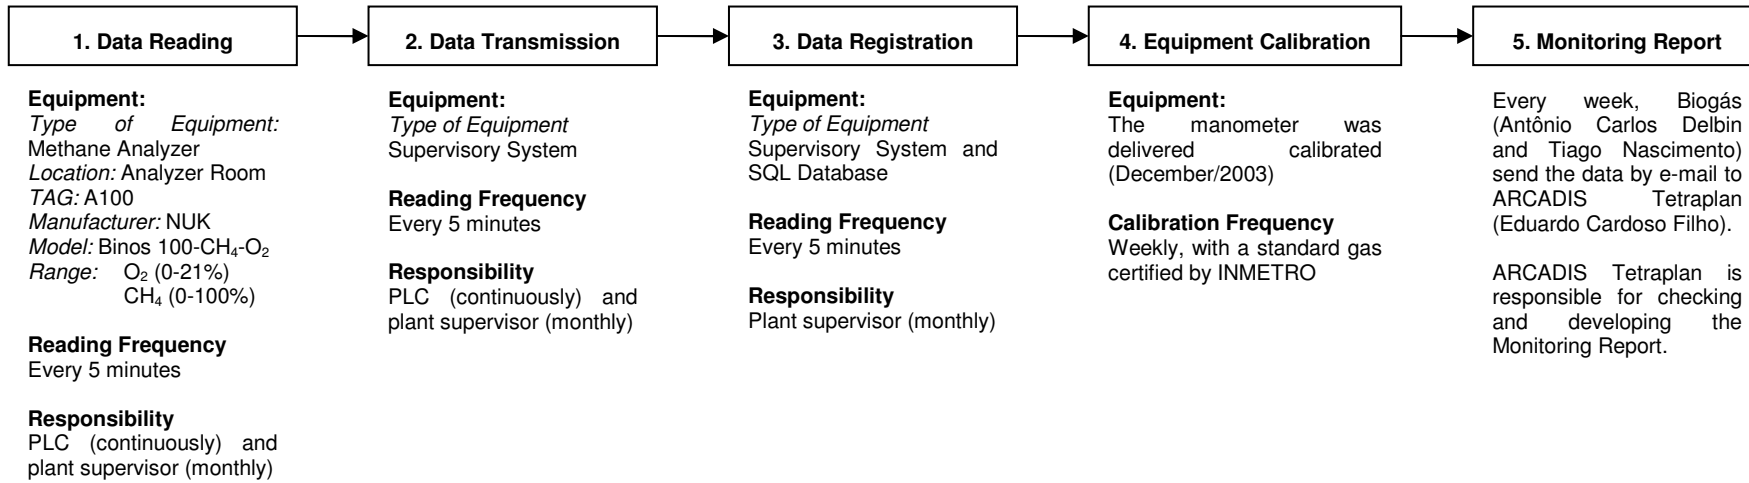 1. Data Reading
2. Data Transmission
3. Data Registration
4. Equipment Calibration
5. Monitoring Report
Equipment:
Type of Equipment:
Methane Analyzer
Location: Analyzer Room
TAG: A100
Manufacturer: NUK
Model: Binos 100-CH₄-O₂
Range: O₂ (0-21%)
CH₄ (0-100%)
Reading Frequency
Every 5 minutes
Responsibility
PLC (continuously) and
plant supervisor (monthly)
Equipment:
Type of Equipment
Supervisory System
Reading Frequency
Every 5 minutes
Responsibility
PLC (continuously) and
plant supervisor (monthly)
Equipment:
Type of Equipment
Supervisory System and
SQL Database
Reading Frequency
Every 5 minutes
Responsibility
Plant supervisor (monthly)
Equipment:
The manometer was
delivered calibrated
(December/2003)
Calibration Frequency
Weekly, with a standard gas
certified by INMETRO
Every week, Biogás
(Antônio Carlos Delbin
and Tiago Nascimento)
send the data by e-mail to
ARCADIS Tetraplan
(Eduardo Cardoso Filho).
ARCADIS Tetraplan is
responsible for checking
and developing the
Monitoring Report.